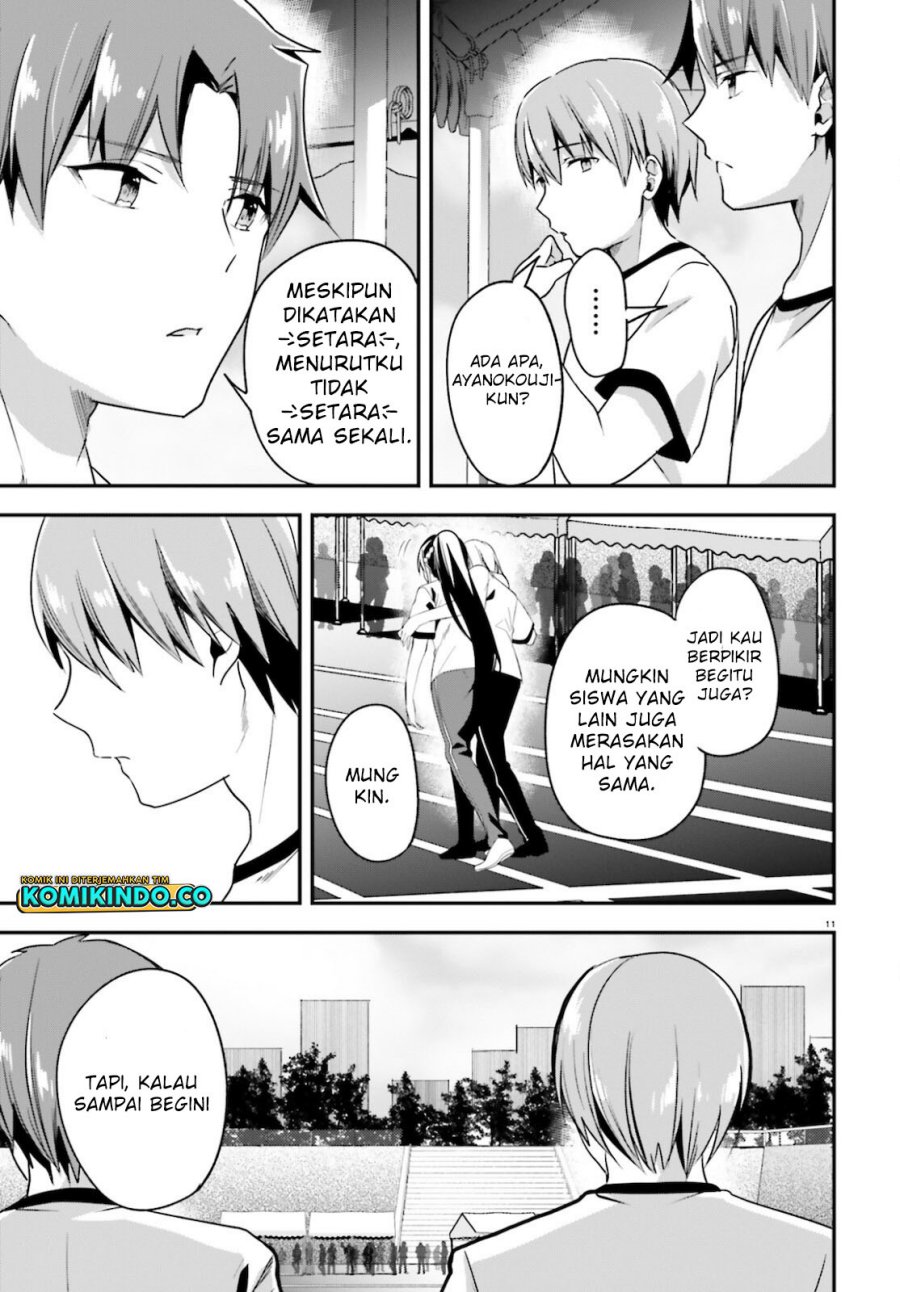 .......
ADA APA,
AYANOKOUJI-
KUN?
MESKIPUN
DIKATAKAN
-SETARA-,
MENURUTKU
TIDAK
-SETARA-
SAMA SEKALI.
JADI KAU
BERPIKIR
BEGITU
JUGA?
MUNGKIN
SISWA YANG
LAIN JUGA
MERASAKAN
HAL YANG
SAMA.
MUNG
KIN.
KOMIK INI DITERJEMAHKAN TIM
KOMIKINDO.CO
11
TAPI, KALAU
SAMPAI BEGINI